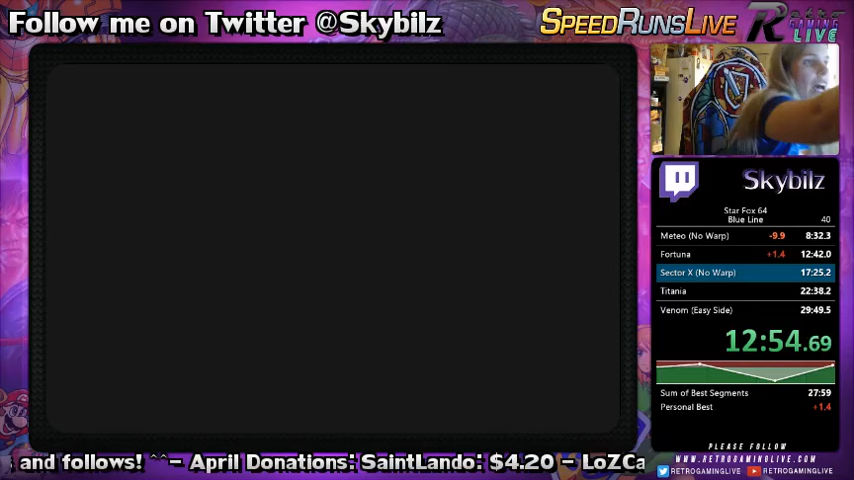 Follow me on Twitter @Skybilz
SPEEDRUNSLIVE
Retro
GAMING
LIVE
Skybilz
Star Fox 64
Blue Line 40
Meteo (No Warp) -9.9 8:32.3
Fortuna +1.4 12:42.0
Sector X (No Warp) 17:25.2
Titania 22:38.2
Venom (Easy Side) 29:49.5
12:54.69
Sum of Best Segments 27:59
Personal Best +1.4
PLEASE FOLLOW
WWW.RETROGAMINGLIVE.COM
RETROGAMINGLIVE RETROGAMINGLIVE
and follows! ^^- April Donations: SaintLando: $4.20 - LoZCa